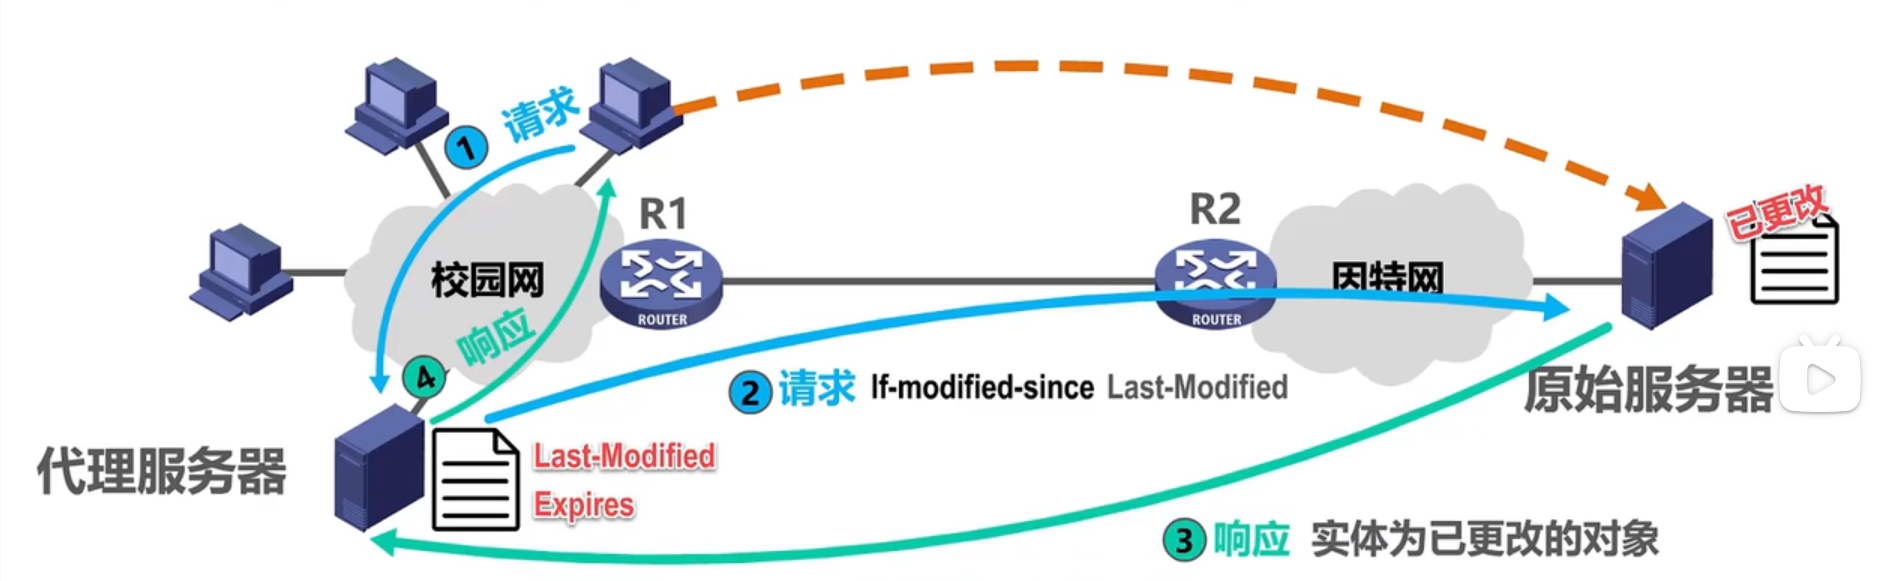 1 请求
已更改
R1
R2
校园网
因特网
ROUTER
ROUTER
4 响应
2 请求 If-modified-since Last-Modified
原始服务器
代理服务器
Last-Modified
Expires
3 响应 实体为已更改的对象